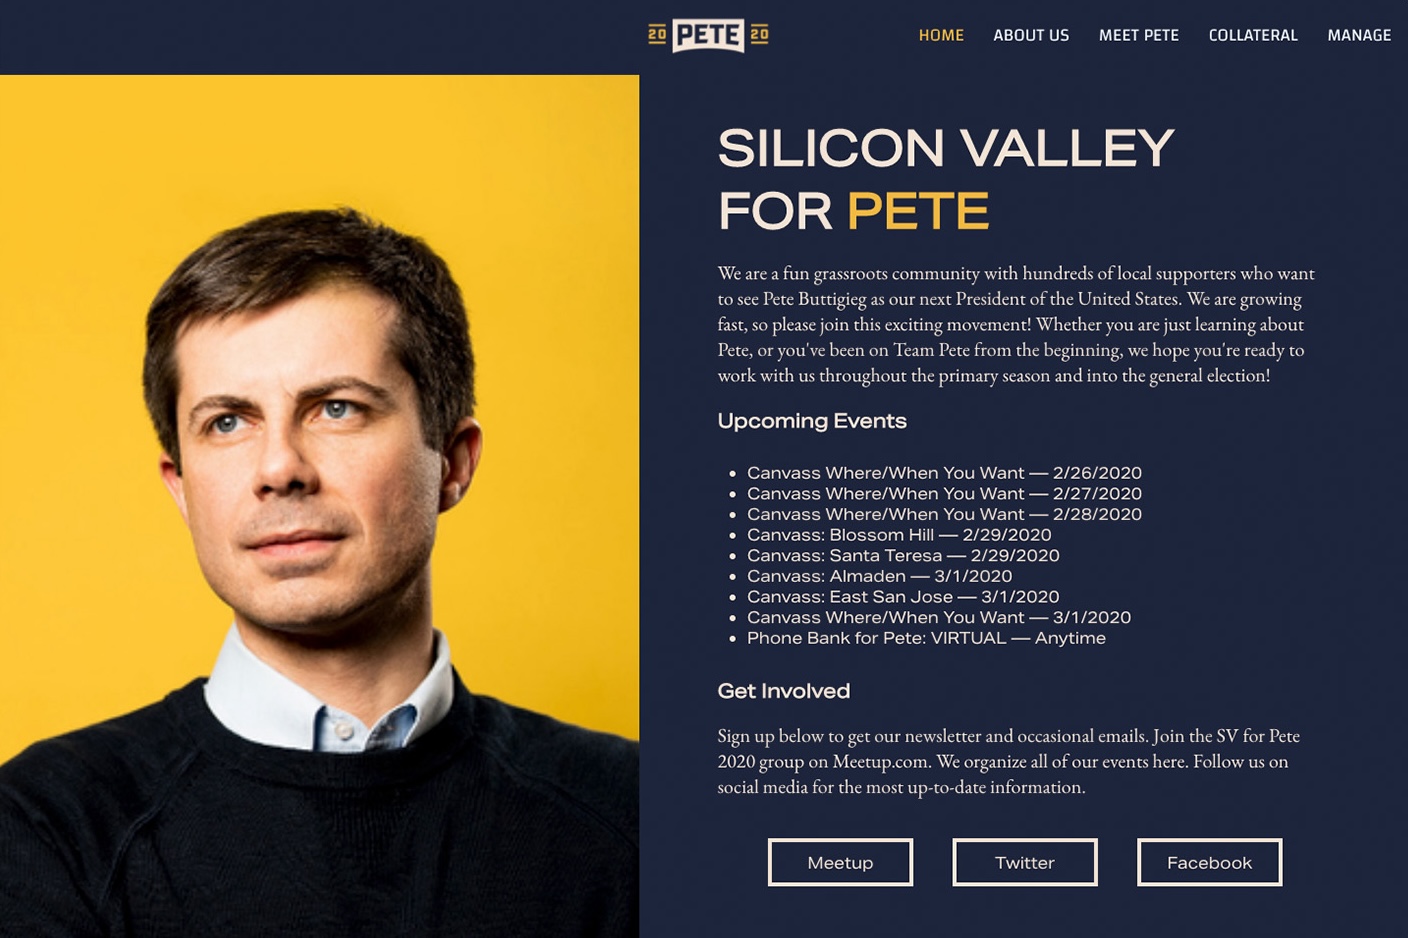 20 PETE 20
HOME ABOUT US MEET PETE COLLATERAL MANAGE
SILICON VALLEY
FOR PETE
We are a fun grassroots community with hundreds of local supporters who want
to see Pete Buttigieg as our next President of the United States. We are growing
fast, so please join this exciting movement! Whether you are just learning about
Pete, or you've been on Team Pete from the beginning, we hope you're ready to
work with us throughout the primary season and into the general election!
Upcoming Events
• Canvass Where/When You Want — 2/26/2020
• Canvass Where/When You Want — 2/27/2020
• Canvass Where/When You Want — 2/28/2020
• Canvass: Blossom Hill — 2/29/2020
• Canvass: Santa Teresa — 2/29/2020
• Canvass: Almaden — 3/1/2020
• Canvass: East San Jose — 3/1/2020
• Canvass Where/When You Want — 3/1/2020
• Phone Bank for Pete: VIRTUAL — Anytime
Get Involved
Sign up below to get our newsletter and occasional emails. Join the SV for Pete
2020 group on Meetup.com. We organize all of our events here. Follow us on
social media for the most up-to-date information.
Meetup Twitter Facebook